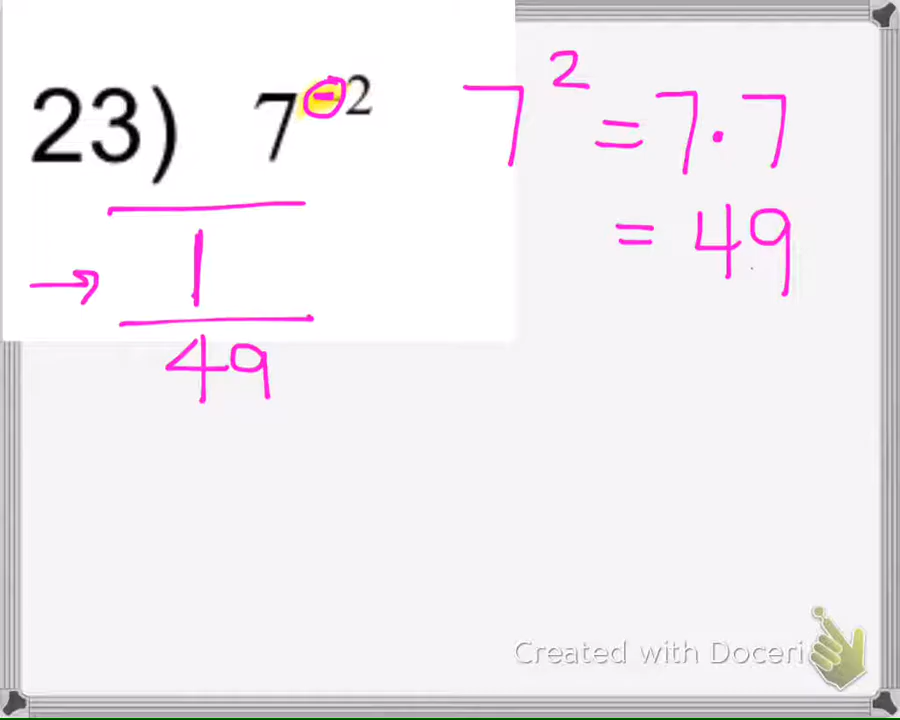 23) 7⁻²
7² = 7·7
= 49
→ 1
49
Created with Doceri